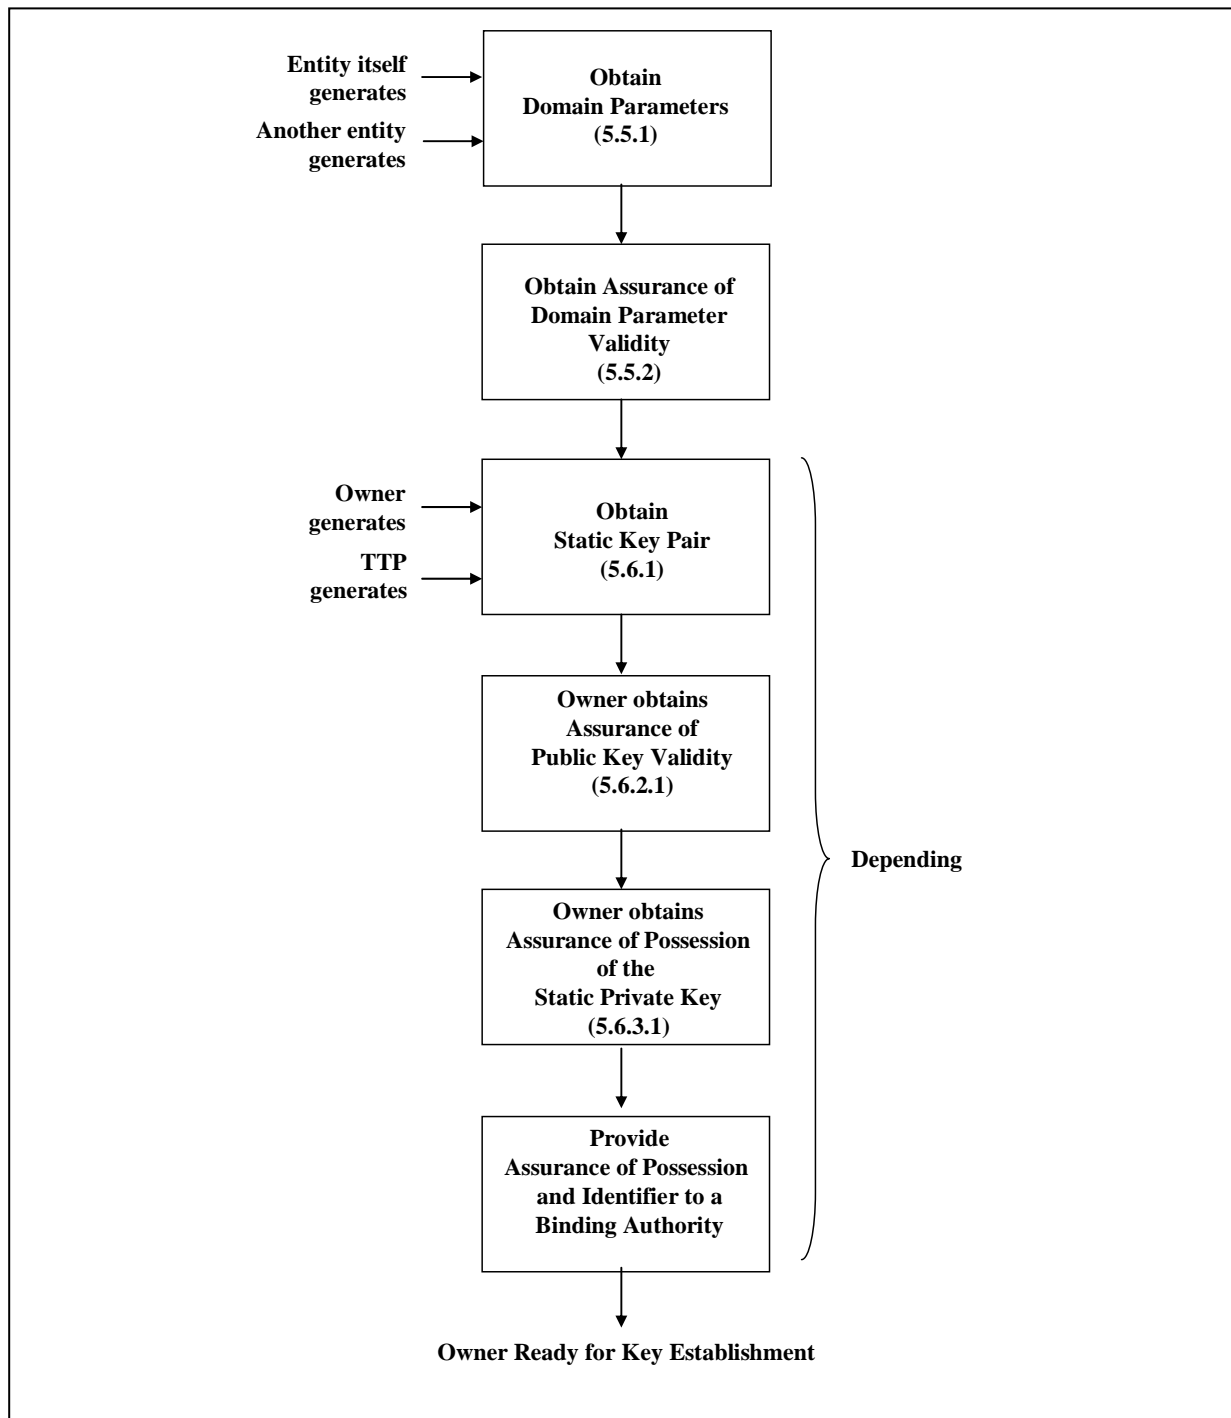 Entity itself
generates
Another entity
generates
Obtain
Domain Parameters
(5.5.1)
Obtain Assurance of
Domain Parameter
Validity
(5.5.2)
Owner
generates
TTP
generates
Obtain
Static Key Pair
(5.6.1)
Owner obtains
Assurance of
Public Key Validity
(5.6.2.1)
Depending
Owner obtains
Assurance of Possession
of the
Static Private Key
(5.6.3.1)
Provide
Assurance of Possession
and Identifier to a
Binding Authority
Owner Ready for Key Establishment